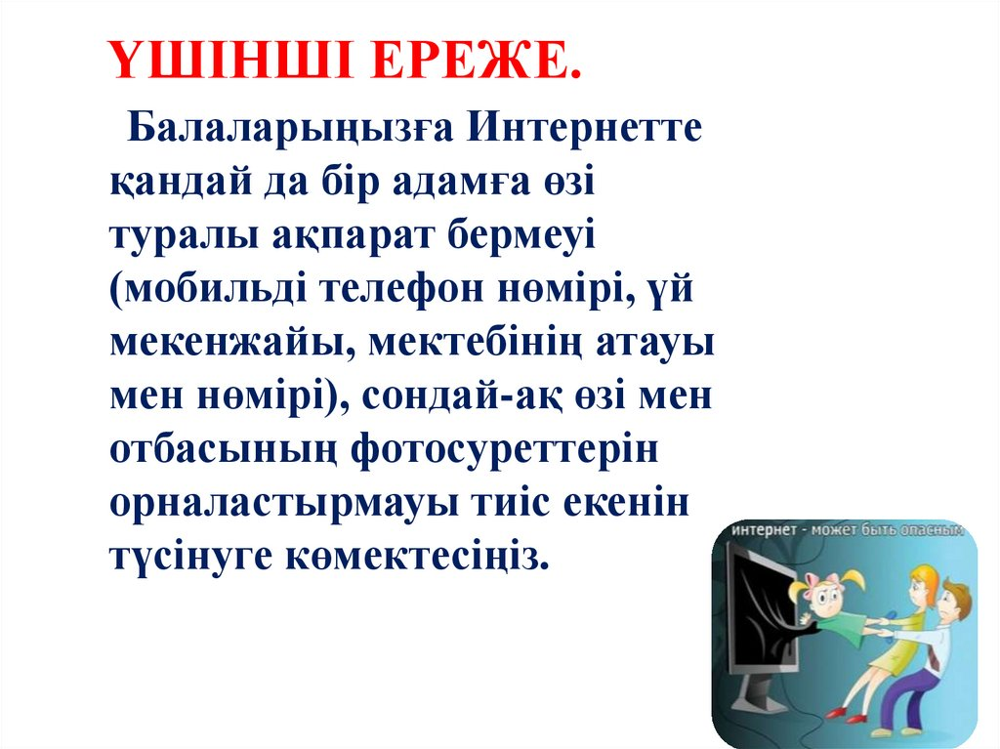 ҮШІНШІ ЕРЕЖЕ.
Балаларыңызға Интернетте
қандай да бір адамға өзі
туралы ақпарат бермеуі
(мобильді телефон нөмірі, үй
мекенжайы, мектебінің атауы
мен нөмірі), сондай-ақ өзі мен
отбасының фотосуреттерін
орналастырмауы тиіс екенін
түсінуге көмектесіңіз.
интернет - может быть опасным